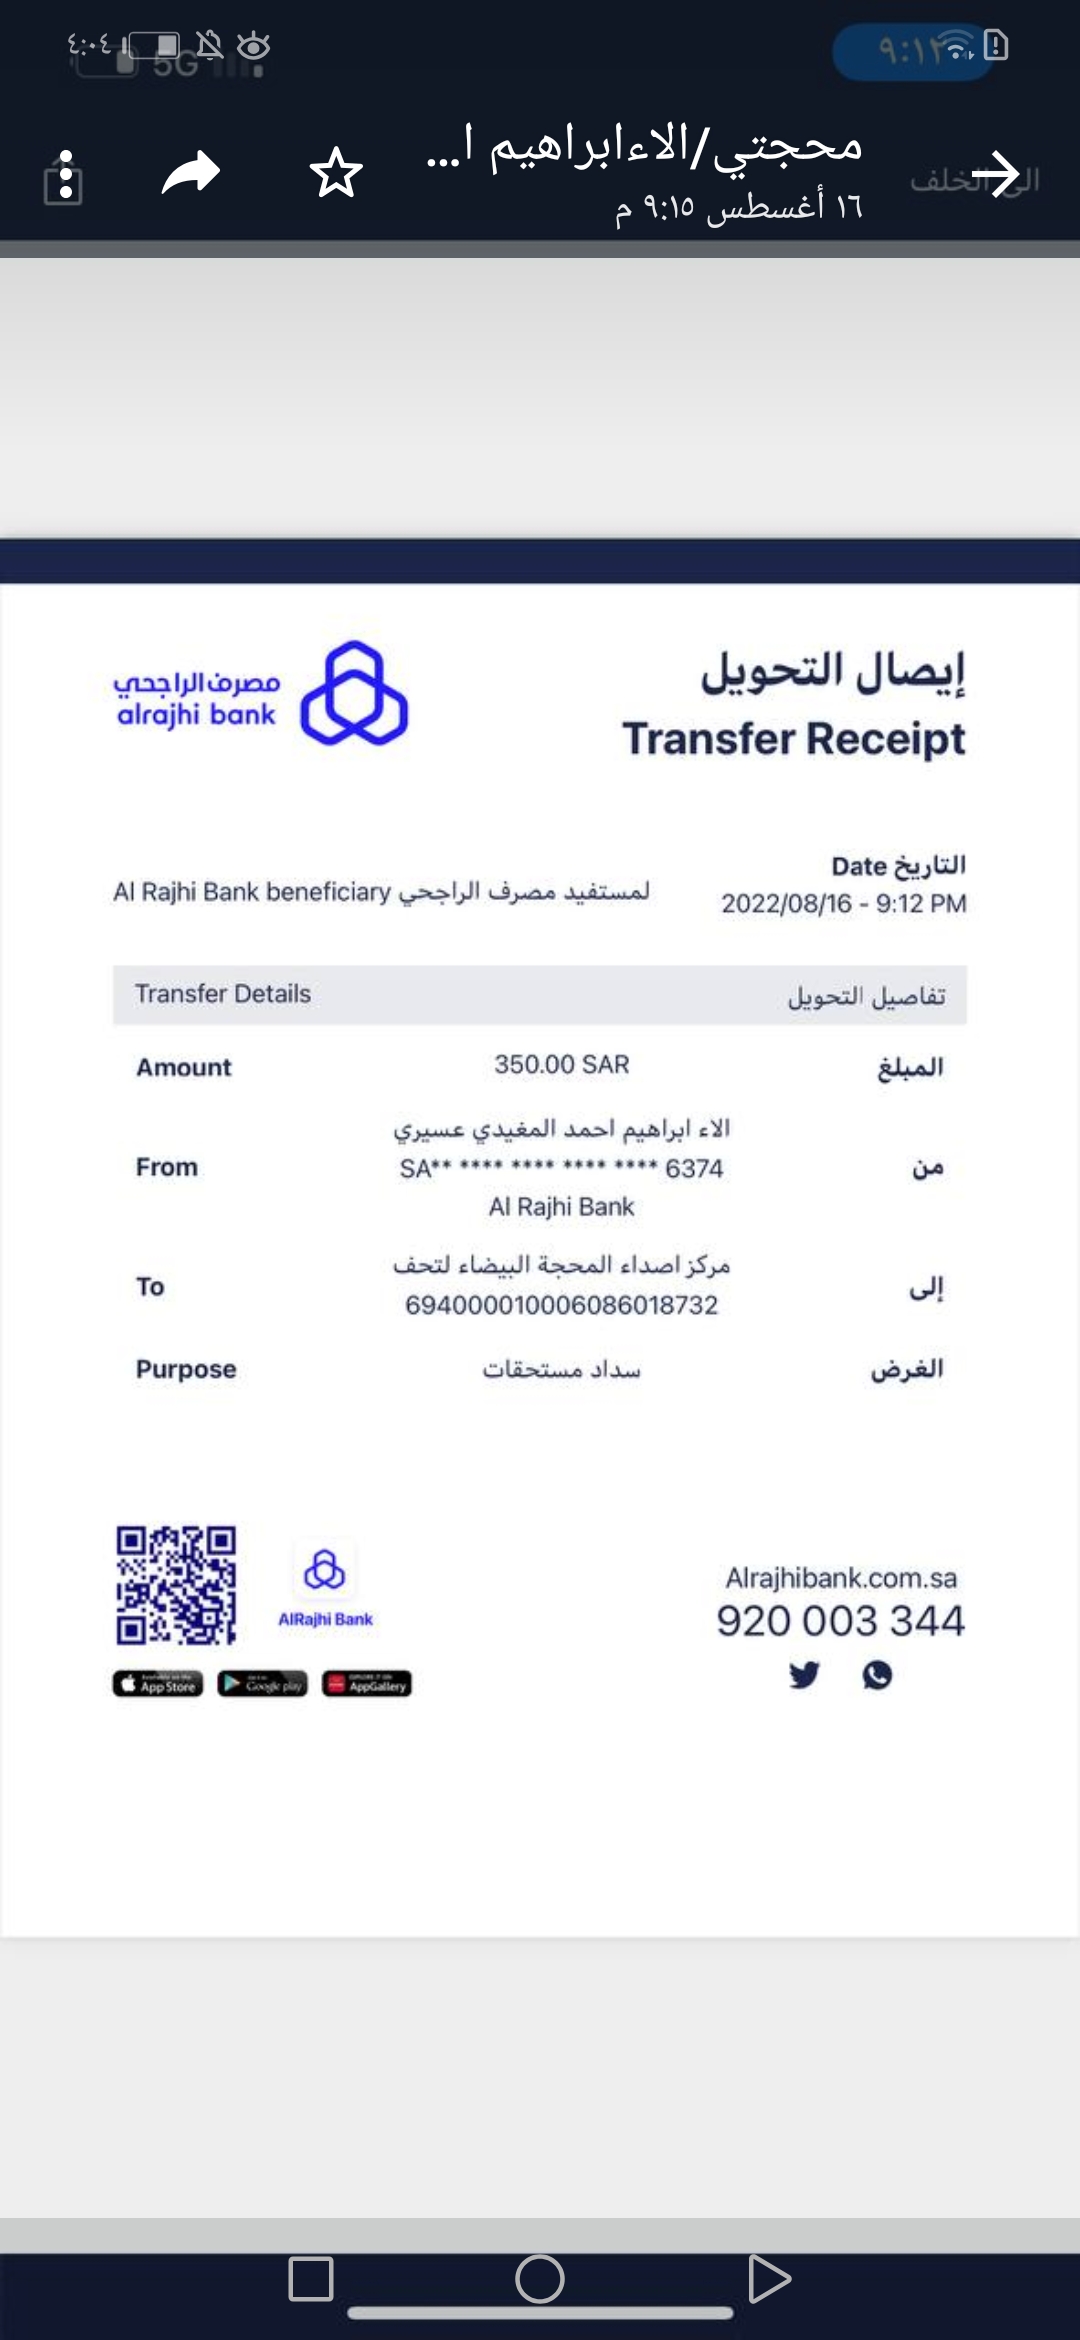 ٤:٠٤
5G
٩:١٢
محجتي/الاءابراهيم ا...
١٦ أغسطس ٩:١٥ م
الى الخلف
إيصال التحويل
مصرف الراجحي
alrajhi bank
Transfer Receipt
التاريخ Date
لمستفيد مصرف الراجحي Al Rajhi Bank beneficiary
2022/08/16 - 9:12 PM
Transfer Details تفاصيل التحويل
Amount 350.00 SAR المبلغ
الاء ابراهيم احمد المغيدي عسيري
From SA** **** **** **** **** 6374 من
Al Rajhi Bank
مركز اصداء المحجة البيضاء لتحف
To 694000010006086018732 إلى
Purpose سداد مستحقات الغرض
Alrajhibank.com.sa
AlRajhi Bank
920 003 344
App Store
Google play
AppGallery